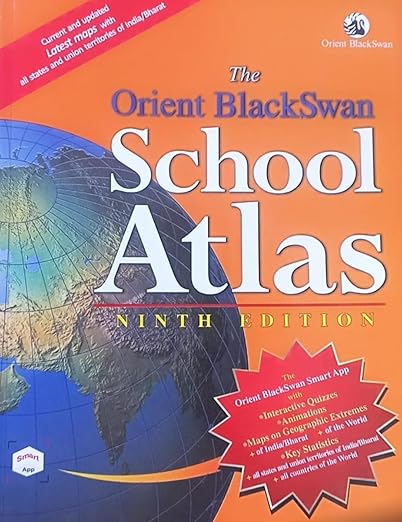 Current and updated
Latest maps with
all states and union territories of India/Bharat
Orient BlackSwan
The
Orient BlackSwan
School
Atlas
NINTH EDITION
The
Orient BlackSwan Smart App
with
•Interactive Quizzes
•Animations
•Maps on Geographic Extremes
+ of India/Bharat + of the World
•Key Statistics
+ all states and union territories of India/Bharat
+ all countries of the World
Smart
App